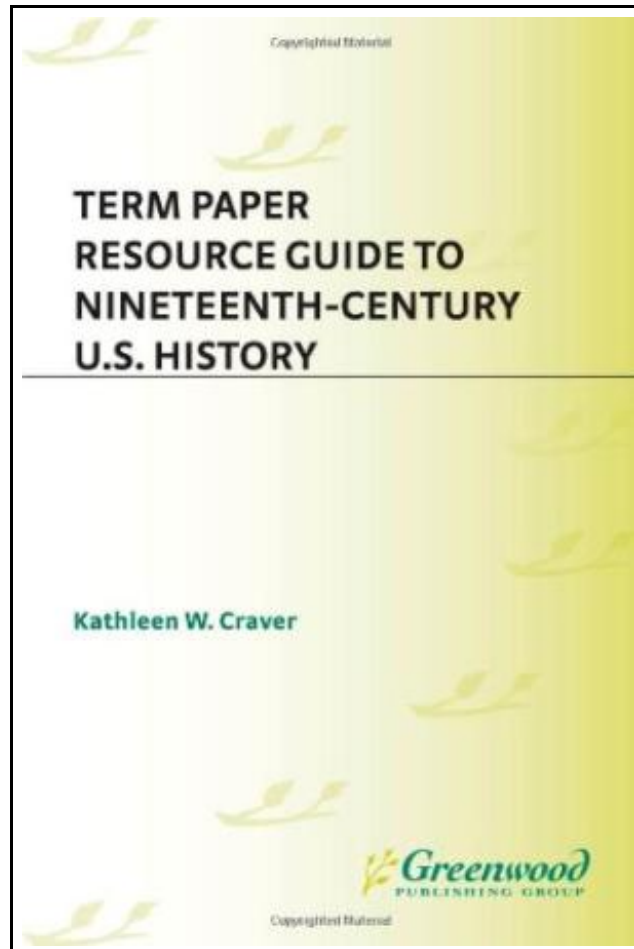 Copyrighted Material
TERM PAPER
RESOURCE GUIDE TO
NINETEENTH-CENTURY
U.S. HISTORY
Kathleen W. Craver
Greenwood
PUBLISHING GROUP
Copyrighted Material